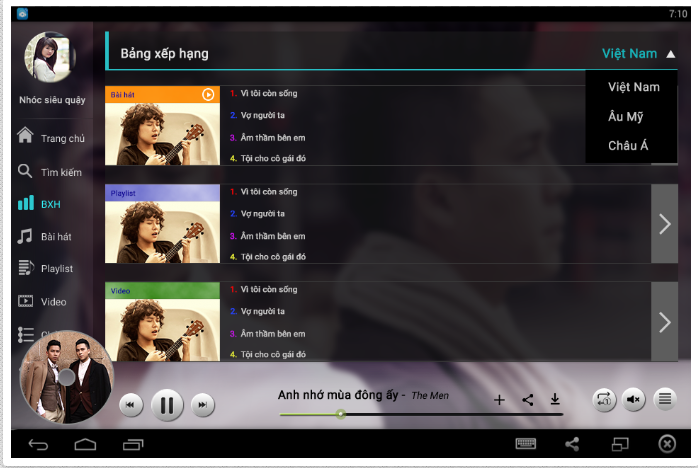 7:10
Nhóc siêu quậy
Trang chủ
Tìm kiếm
BXH
Bài hát
Playlist
Video
Bảng xếp hạng
Việt Nam
Việt Nam
Âu Mỹ
Châu Á
Bài hát
1. Vì tôi còn sống
2. Vợ người ta
3. Âm thầm bên em
4. Tội cho cô gái đó
Playlist
1. Vì tôi còn sống
2. Vợ người ta
3. Âm thầm bên em
4. Tội cho cô gái đó
Video
1. Vì tôi còn sống
2. Vợ người ta
3. Âm thầm bên em
4. Tội cho cô gái đó
Anh nhớ mùa đông ấy - The Men